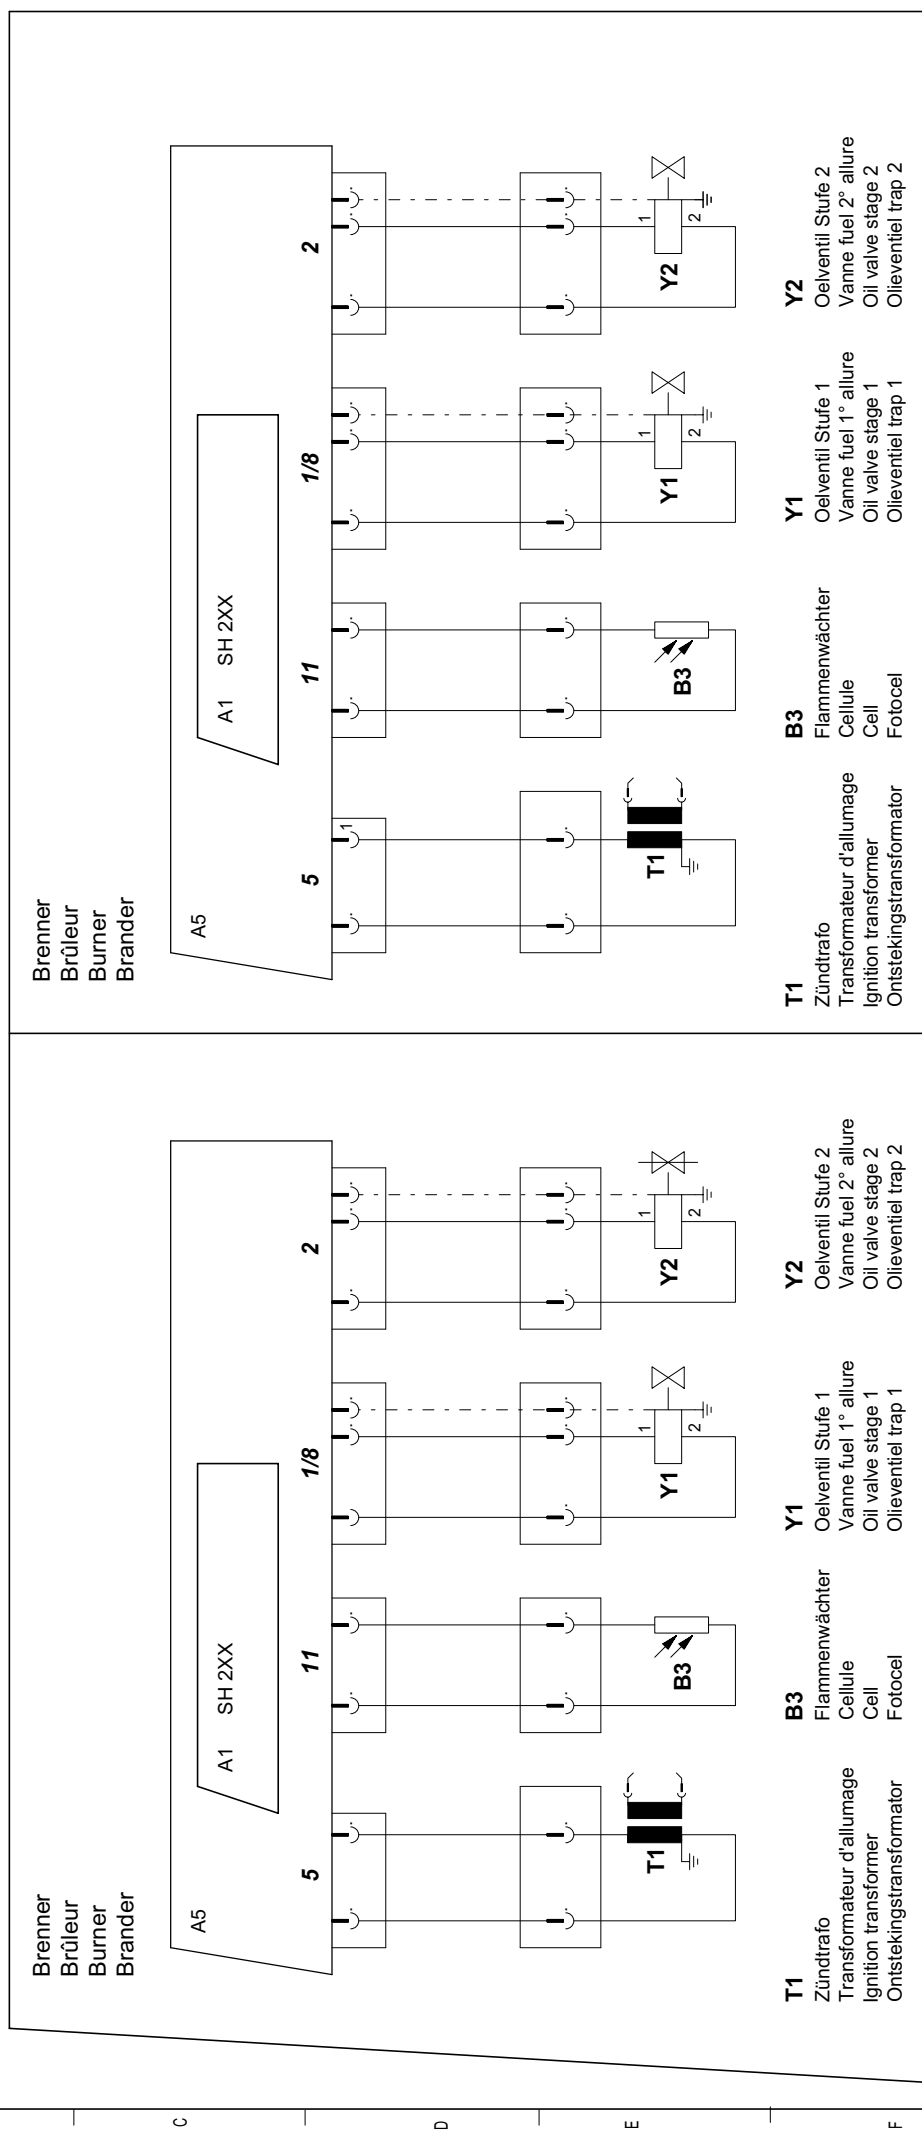 Brenner
Brûleur
Burner
Brander
A5
A1 SH 2XX
5
11
1/8
2
T1
B3
Y1
1
2
Y2
1
2
T1
Zündtrafo
Transformateur d'allumage
Ignition transformer
Ontstekingstransformator
B3
Flammenwächter
Cellule
Cell
Fotocel
Y1
Oelventil Stufe 1
Vanne fuel 1° allure
Oil valve stage 1
Olieventiel trap 1
Y2
Oelventil Stufe 2
Vanne fuel 2° allure
Oil valve stage 2
Olieventiel trap 2
Brenner
Brûleur
Burner
Brander
A5
A1 SH 2XX
5
11
1/8
2
1
T1
B3
Y1
1
2
Y2
1
2
T1
Zündtrafo
Transformateur d'allumage
Ignition transformer
Ontstekingstransformator
B3
Flammenwächter
Cellule
Cell
Fotocel
Y1
Oelventil Stufe 1
Vanne fuel 1° allure
Oil valve stage 1
Olieventiel trap 1
Y2
Oelventil Stufe 2
Vanne fuel 2° allure
Oil valve stage 2
Olieventiel trap 2
C
D
E
F